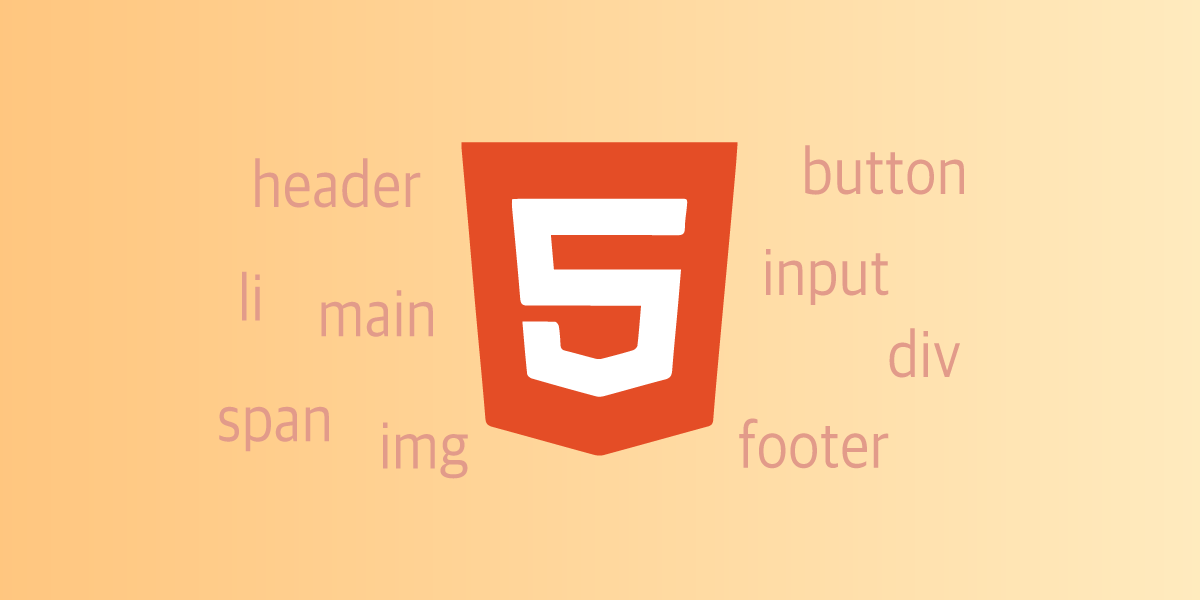 header
button
input
li
main
div
span
img
footer
5